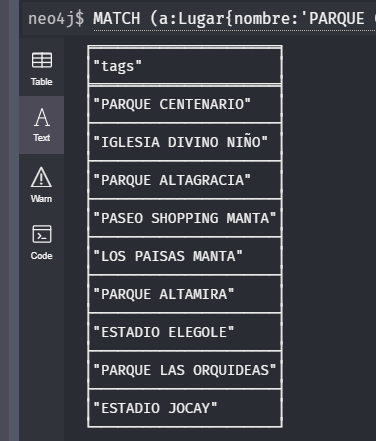 neo4j$ MATCH (a:Lugar{nombre:'PARQUE
"tags"
Table
"PARQUE CENTENARIO"
A
Text
"IGLESIA DIVINO NIÑO"
"PARQUE ALTAGRACIA"
Warn
"PASEO SHOPPING MANTA"
Code
"LOS PAISAS MANTA"
"PARQUE ALTAMIRA"
"ESTADIO ELEGOLE"
"PARQUE LAS ORQUIDEAS"
"ESTADIO JOCAY"